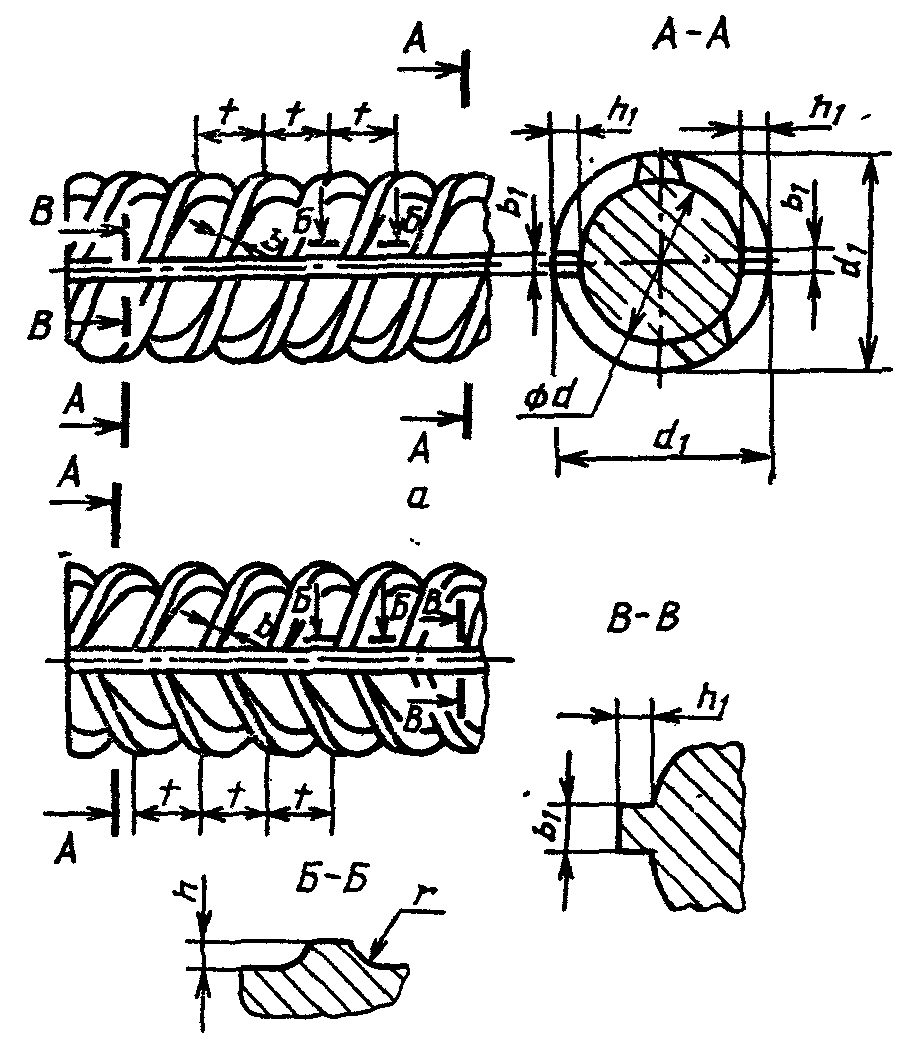 А
А-А
t t t
h₁ h₁
В Б Б b b₁ b₁ d₁
В
φd
А А А
d₁
а
А
Б b Б В
В-В
В
h₁
t t t
b₁
А
Б-Б
h r